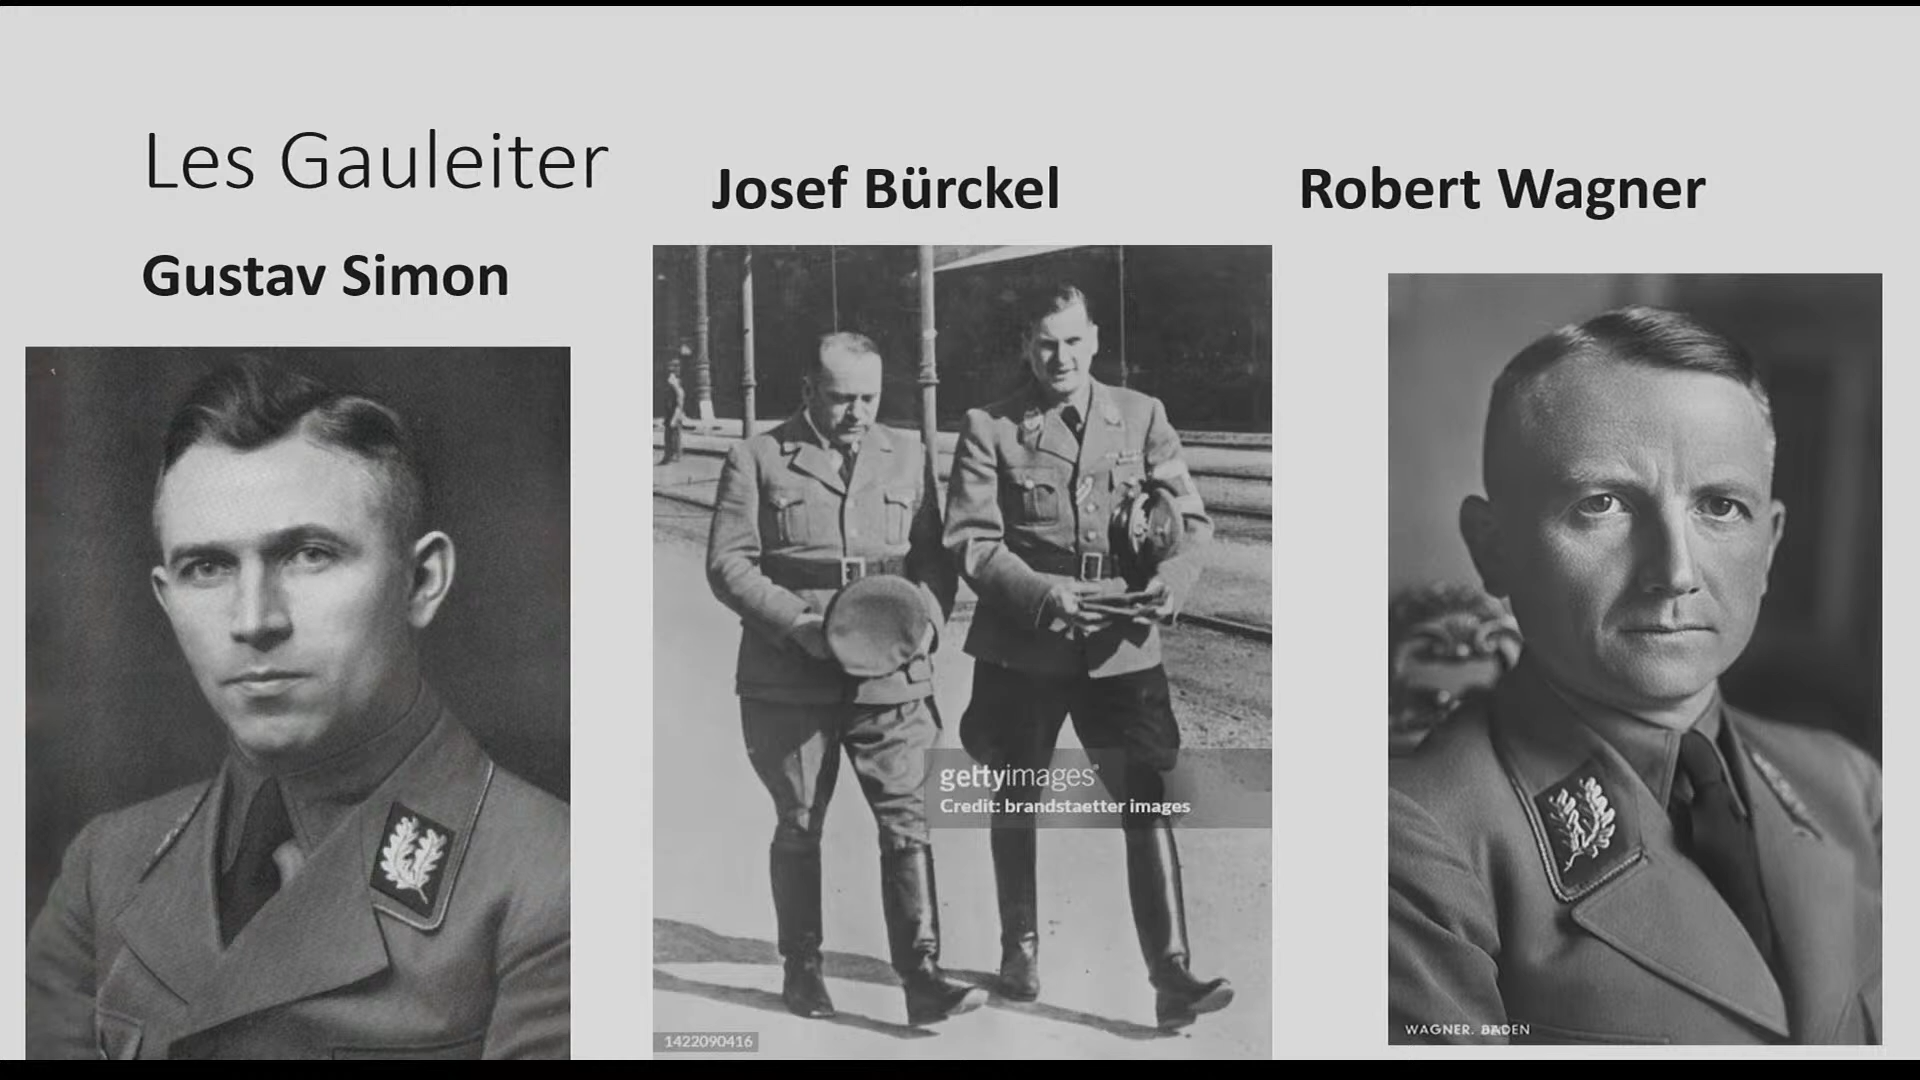 Les Gauleiter
Josef Bürckel
Robert Wagner
Gustav Simon
gettyimages®
Credit: brandstaetter images
1422090416
WAGNER. BADEN